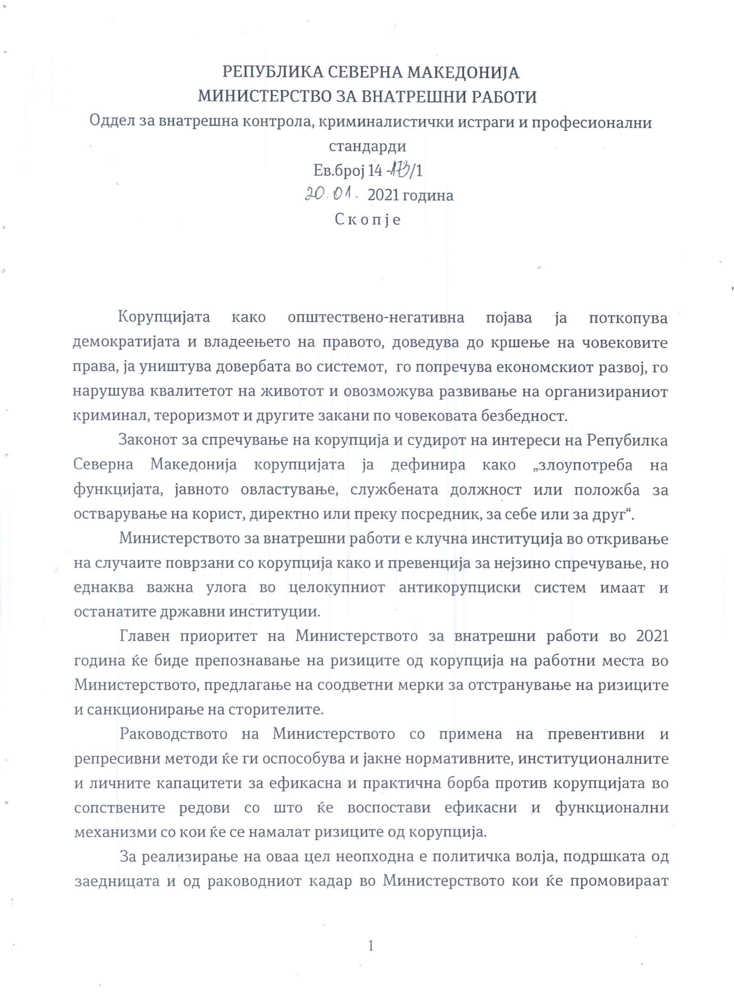 РЕПУБЛИКА СЕВЕРНА МАКЕДОНИЈА
МИНИСТЕРСТВО ЗА ВНАТРЕШНИ РАБОТИ
Оддел за внатрешна контрола, криминалистички истраги и професионални
стандарди
Ев.број 14 -173/1
20.01. 2021 година
С к о п ј е
Корупцијата како општествено-негативна појава ја поткопува
демократијата и владеењето на правото, доведува до кршење на човековите
права, ја уништува довербата во системот, го попречува економскиот развој, го
нарушува квалитетот на животот и овозможува развивање на организираниот
криминал, тероризмот и другите закани по човековата безбедност.
Законот за спречување на корупција и судирот на интереси на Репубилка
Северна Македонија корупцијата ја дефинира како „злоупотреба на
функцијата, јавното овластување, службената должност или положба за
остварување на корист, директно или преку посредник, за себе или за друг“.
Министерството за внатрешни работи е клучна институција во откривање
на случаите поврзани со корупција како и превенција за нејзино спречување, но
еднаква важна улога во целокупниот антикорупциски систем имаат и
останатите државни институции.
Главен приоритет на Министерството за внатрешни работи во 2021
година ќе биде препознавање на ризиците од корупција на работни места во
Министерството, предлагање на соодветни мерки за отстранување на ризиците
и санкционирање на сторителите.
Раководството на Министерството со примена на превентивни и
репресивни методи ќе ги оспособува и јакне нормативните, институционалните
и личните капацитети за ефикасна и практична борба против корупцијата во
сопствените редови со што ќе воспостави ефикасни и функционални
механизми со кои ќе се намалат ризиците од корупција.
За реализирање на оваа цел неопходна е политичка волја, подршката од
заедницата и од раководниот кадар во Министерството кои ќе промовираат
1